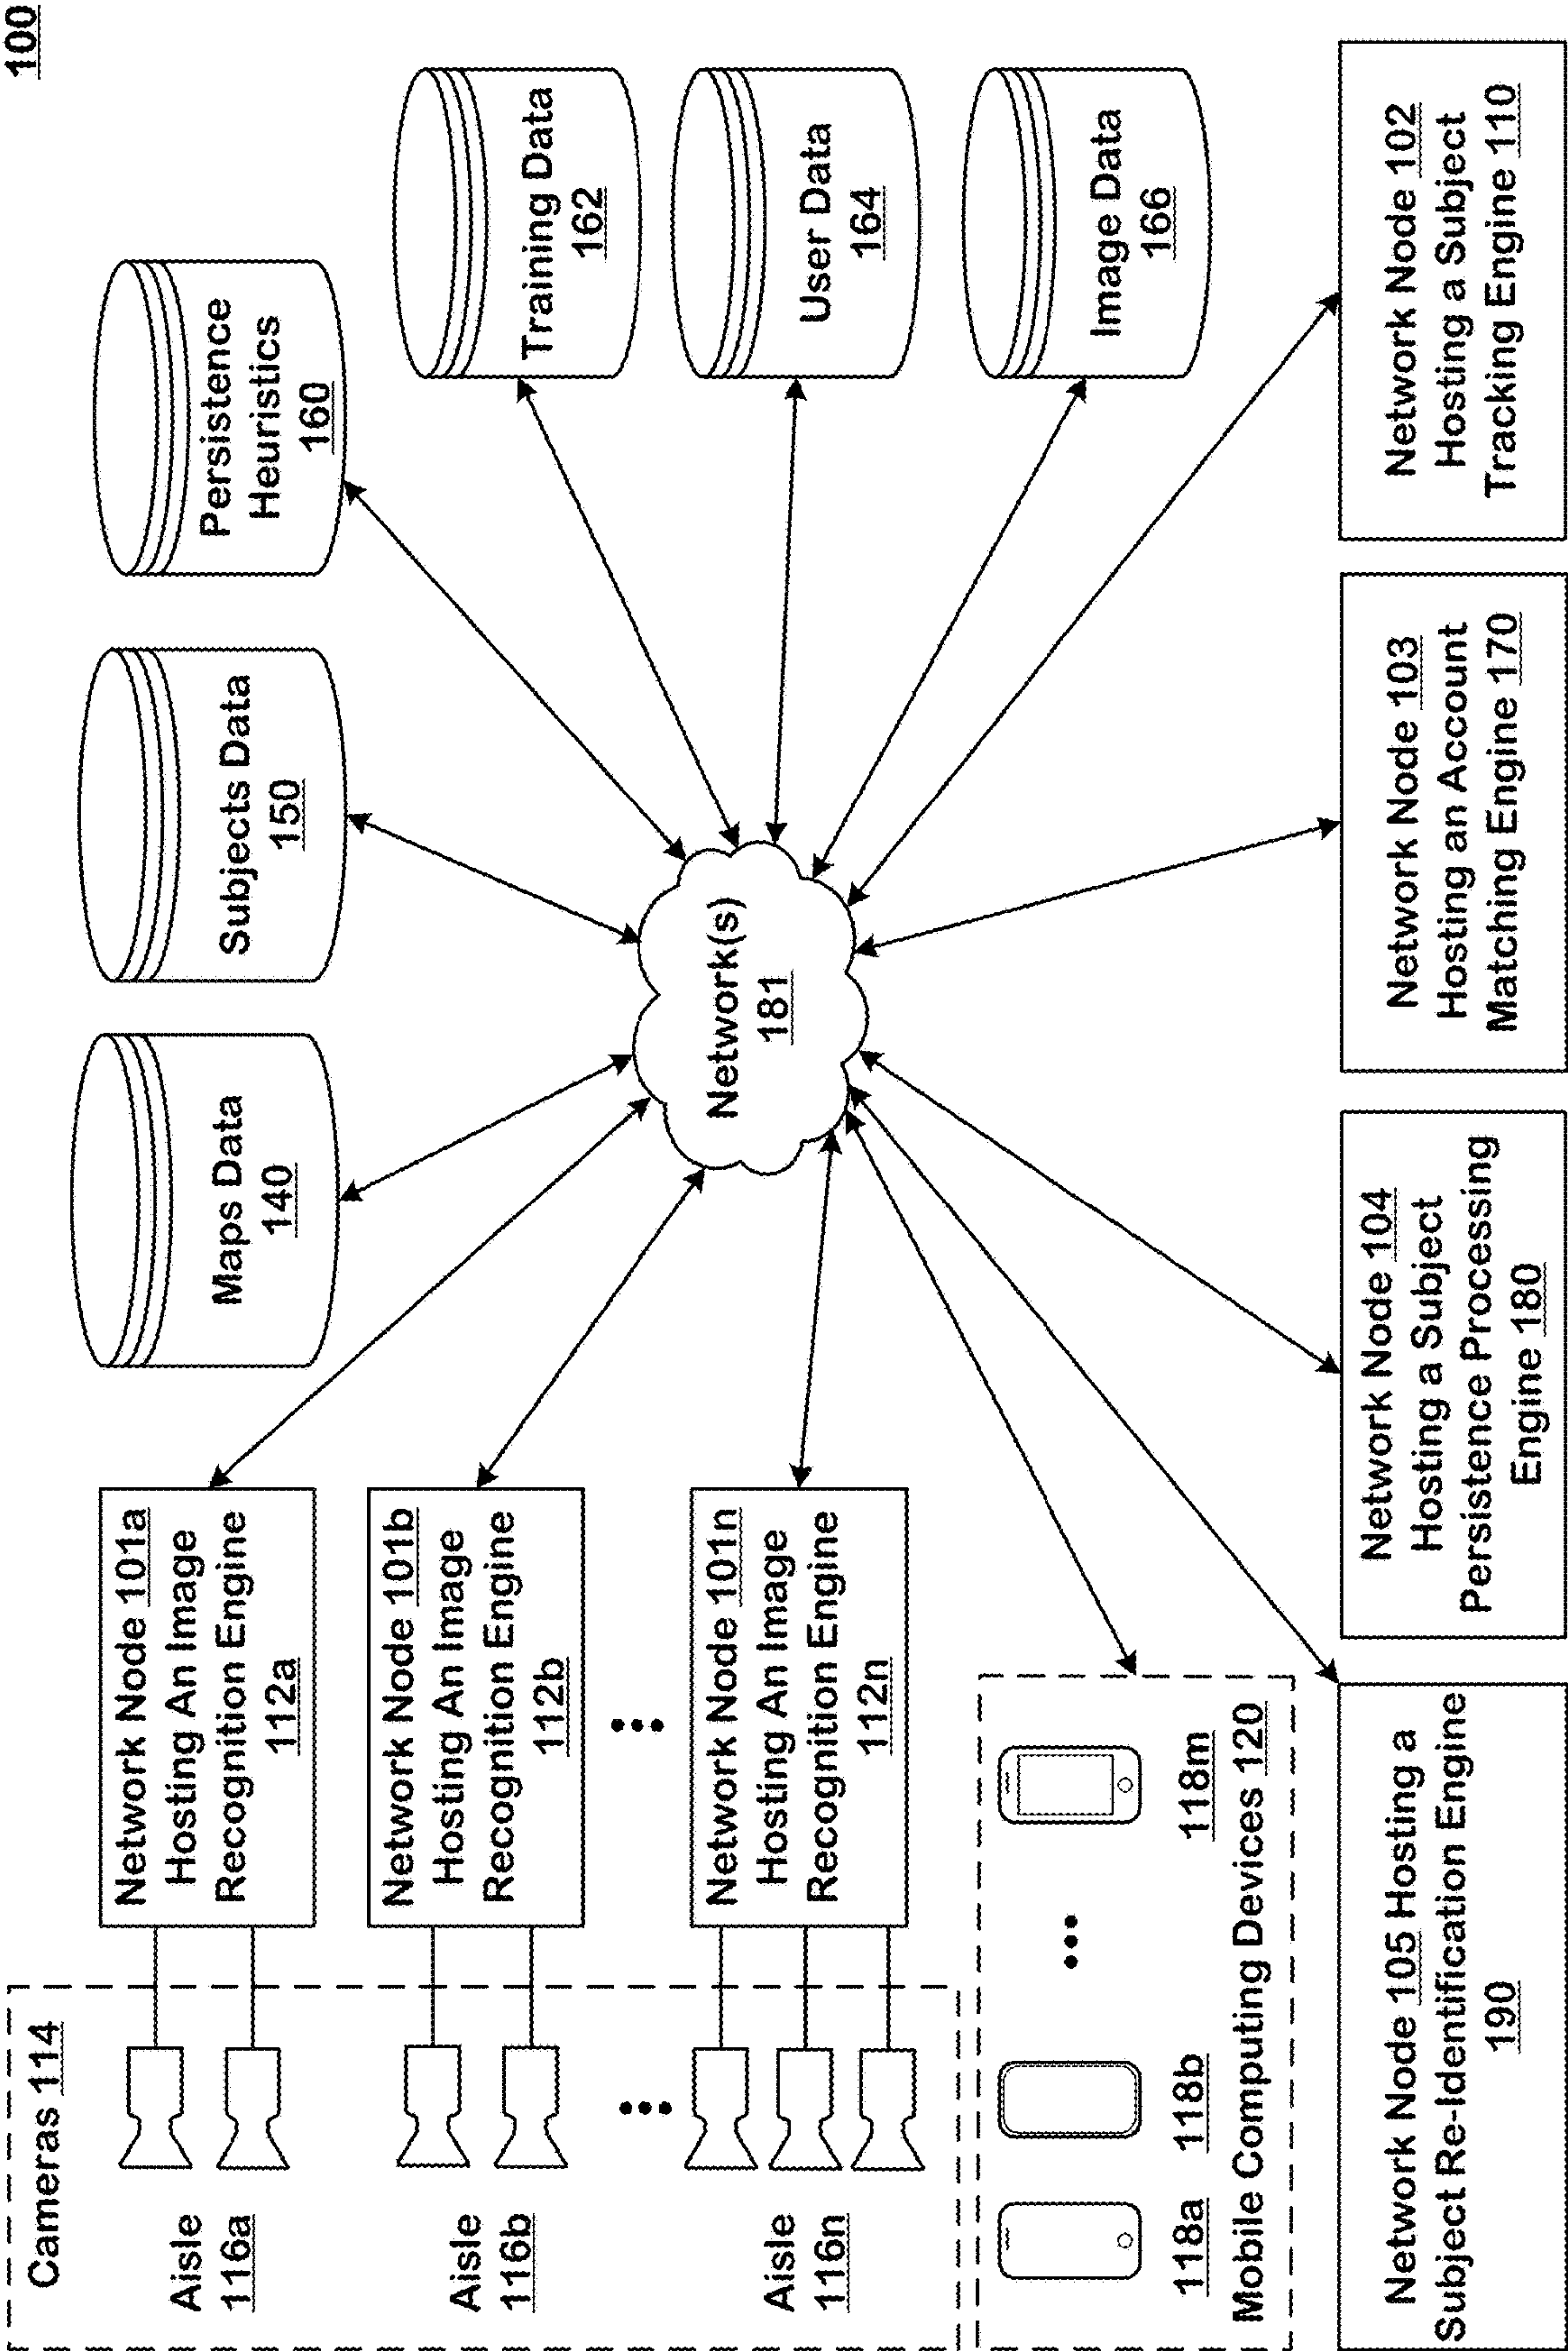 100
Cameras 114
Aisle
116a
Aisle
116b
Aisle
116n
Network Node 101a
Hosting An Image
Recognition Engine
112a
Network Node 101b
Hosting An Image
Recognition Engine
112b
Network Node 101n
Hosting An Image
Recognition Engine
112n
Maps Data
140
Subjects Data
150
Persistence
Heuristics
160
Training Data
162
User Data
164
Image Data
166
Network(s)
181
118a
118b
118m
Mobile Computing Devices 120
Network Node 105 Hosting a
Subject Re-Identification Engine
190
Network Node 104
Hosting a Subject
Persistence Processing
Engine 180
Network Node 103
Hosting an Account
Matching Engine 170
Network Node 102
Hosting a Subject
Tracking Engine 110